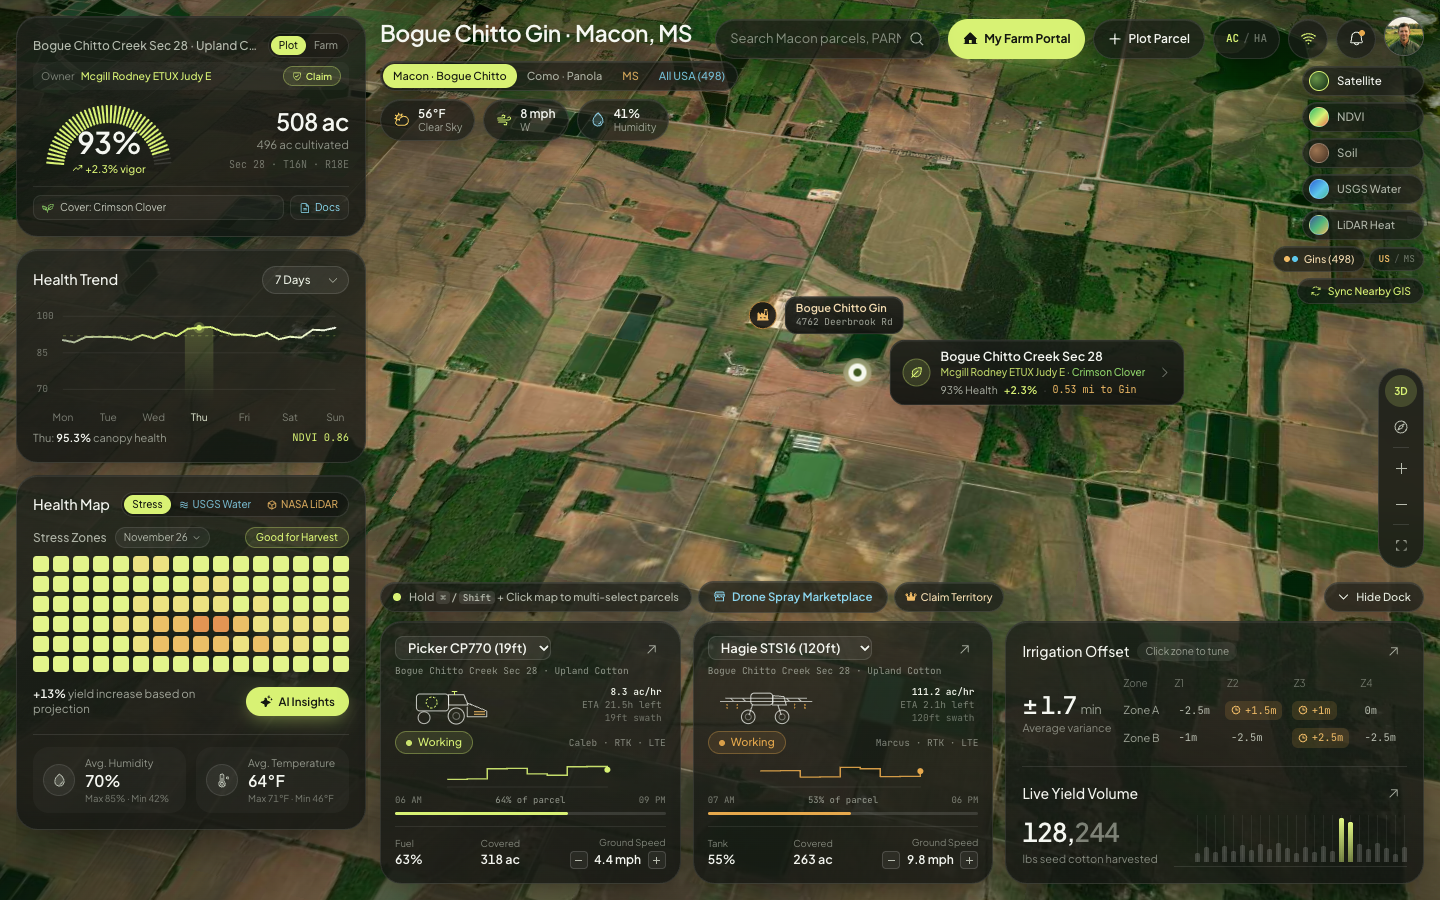 Bogue Chitto Creek Sec 28 · Upland C...
Plot
Farm
Owner Mcgill Rodney ETUX Judy E
Claim
93%
+2.3% vigor
508 ac
496 ac cultivated
Sec 28 · T16N · R18E
Cover: Crimson Clover
Docs
Health Trend
7 Days
100
85
70
Mon Tue Wed Thu Fri Sat Sun
Thu: 95.3% canopy health
NDVI 0.86
Health Map
Stress
USGS Water
NASA LiDAR
Stress Zones
November 26
Good for Harvest
+13% yield increase based on
projection
AI Insights
Avg. Humidity
70%
Max 85% · Min 42%
Avg. Temperature
64°F
Max 71°F · Min 46°F
Bogue Chitto Gin · Macon, MS
Search Macon parcels, PARN
My Farm Portal
Plot Parcel
AC / HA
Macon · Bogue Chitto
Como · Panola
MS
All USA (498)
56°F
Clear Sky
8 mph
W
41%
Humidity
Satellite
NDVI
Soil
USGS Water
LiDAR Heat
Gins (498)
US / MS
Sync Nearby GIS
Bogue Chitto Gin
4762 Deerbrook Rd
Bogue Chitto Creek Sec 28
Mcgill Rodney ETUX Judy E · Crimson Clover
93% Health +2.3% · 0.53 mi to Gin
3D
Hold ⌘ / Shift + Click map to multi-select parcels
Drone Spray Marketplace
Claim Territory
Hide Dock
Picker CP770 (19ft)
Bogue Chitto Creek Sec 28 · Upland Cotton
8.3 ac/hr
ETA 21.5h left
19ft swath
Working
Caleb · RTK · LTE
06 AM
64% of parcel
09 PM
Fuel
63%
Covered
318 ac
Ground Speed
4.4 mph
Hagie STS16 (120ft)
Bogue Chitto Creek Sec 28 · Upland Cotton
111.2 ac/hr
ETA 2.1h left
120ft swath
Working
Marcus · RTK · LTE
07 AM
53% of parcel
06 PM
Tank
55%
Covered
263 ac
Ground Speed
9.8 mph
Irrigation Offset
Click zone to tune
±1.7 min
Average variance
Zone Z1 Z2 Z3 Z4
Zone A -2.5m +1.5m +1m 0m
Zone B -1m -2.5m +2.5m -2.5m
Live Yield Volume
128,244
lbs seed cotton harvested